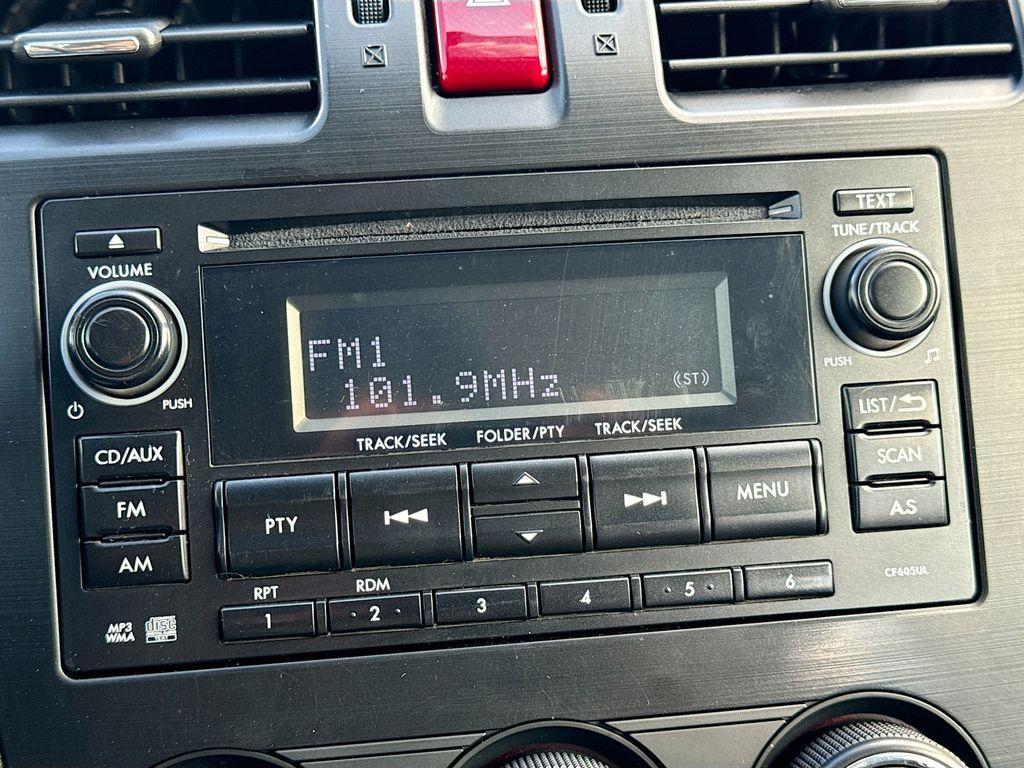 TEXT
VOLUME
TUNE/TRACK
FM1
101.9MHz
(ST)
PUSH
PUSH
TRACK/SEEK
FOLDER/PTY
TRACK/SEEK
LIST/
CD/AUX
SCAN
FM
PTY
MENU
A.S
AM
RPT
RDM
1
2
3
4
5
6
CF605UL
MP3
WMA
disc
TEXT